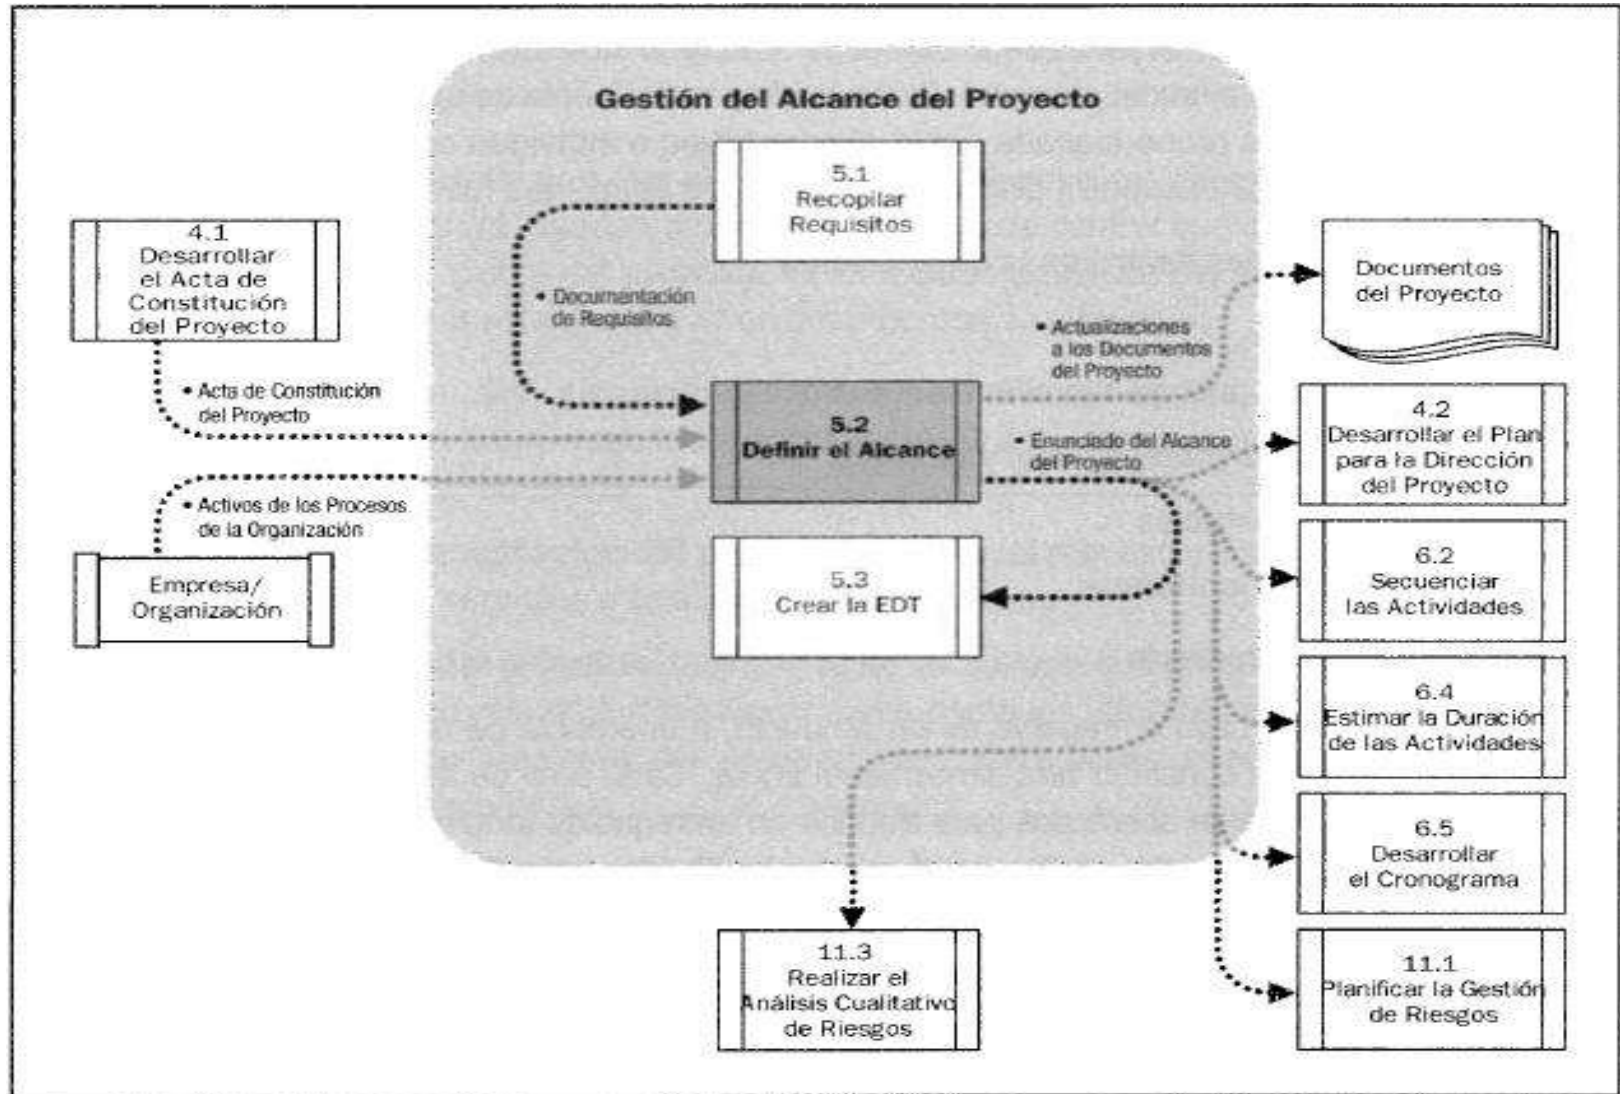 Gestión del Alcance del Proyecto
5.1
Recopilar
Requisitos
4.1
Desarrollar
el Acta de
Constitución
del Proyecto
Documentos
del Proyecto
• Documentación
de Requisitos
• Actualizaciones
a los Documentos
del Proyecto
• Acta de Constitución
del Proyecto
5.2
Definir el Alcance
• Enunciado del Alcance
del Proyecto
4.2
Desarrollar el Plan
para la Dirección
del Proyecto
• Activos de los Procesos
de la Organización
Empresa/
Organización
5.3
Crear la EDT
6.2
Secuenciar
las Actividades
6.4
Estimar la Duración
de las Actividades
6.5
Desarrollar
el Cronograma
11.3
Realizar el
Análisis Cualitativo
de Riesgos
11.1
Planificar la Gestión
de Riesgos